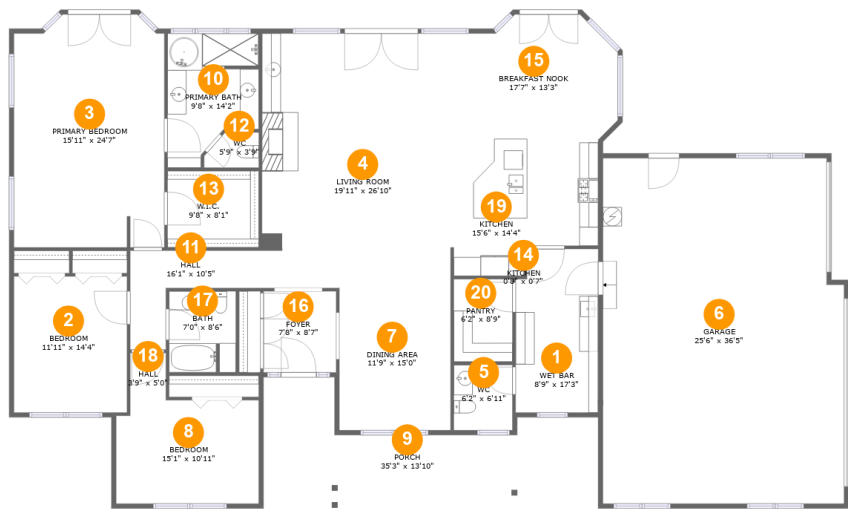 3
PRIMARY BEDROOM
15'11" x 24'7"
10
PRIMARY BATH
9'8" x 14'2"
12
WC
5'9" x 3'9"
15
BREAKFAST NOOK
17'7" x 13'3"
4
LIVING ROOM
19'11" x 26'10"
13
W.I.C.
9'8" x 8'1"
19
KITCHEN
15'6" x 14'4"
11
HALL
16'1" x 10'5"
14
KITCHEN
0'8" x 0'7"
2
BEDROOM
11'11" x 14'4"
17
BATH
7'0" x 8'6"
16
FOYER
7'8" x 8'7"
20
PANTRY
6'2" x 8'9"
6
GARAGE
25'6" x 36'5"
7
DINING AREA
11'9" x 15'0"
18
HALL
3'9" x 5'0"
5
WC
6'2" x 6'11"
1
WET BAR
8'9" x 17'3"
8
BEDROOM
15'1" x 10'11"
9
PORCH
35'3" x 13'10"